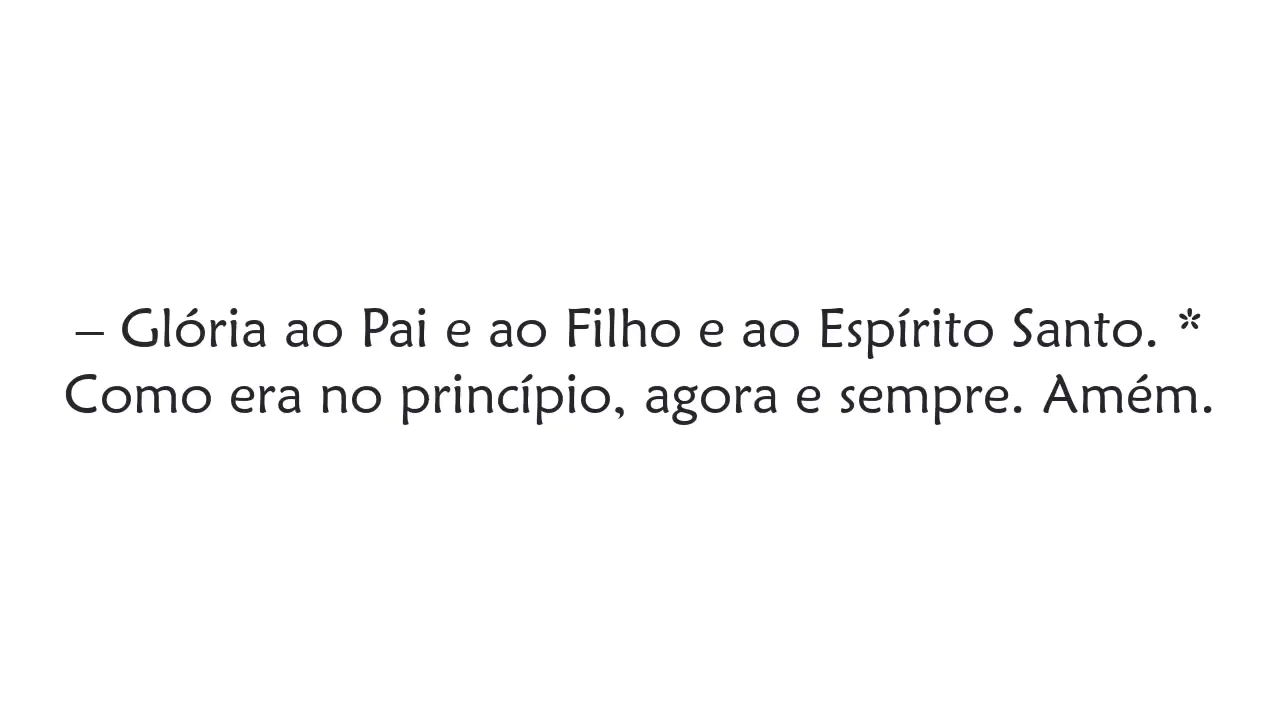 – Glória ao Pai e ao Filho e ao Espírito Santo. *
Como era no princípio, agora e sempre. Amém.